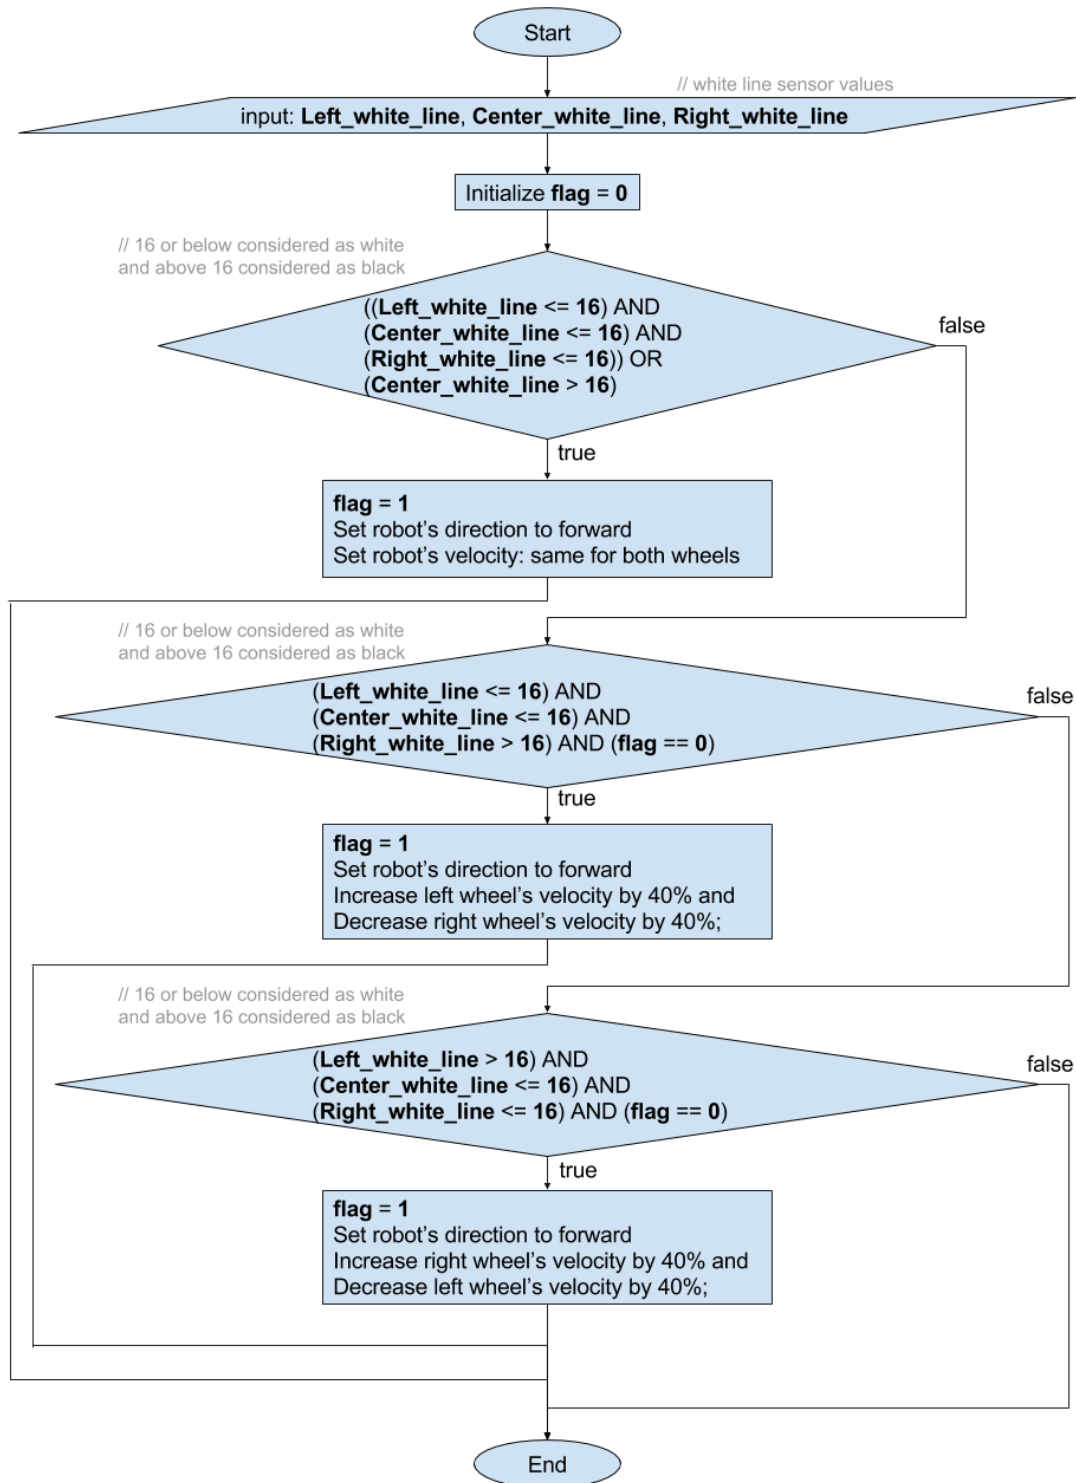 Start
// white line sensor values
input: Left_white_line, Center_white_line, Right_white_line
Initialize flag = 0
// 16 or below considered as white
and above 16 considered as black
((Left_white_line <= 16) AND
(Center_white_line <= 16) AND
(Right_white_line <= 16)) OR
(Center_white_line > 16)
false
true
flag = 1
Set robot's direction to forward
Set robot's velocity: same for both wheels
// 16 or below considered as white
and above 16 considered as black
(Left_white_line <= 16) AND
(Center_white_line <= 16) AND
(Right_white_line > 16) AND (flag == 0)
false
true
flag = 1
Set robot's direction to forward
Increase left wheel's velocity by 40% and
Decrease right wheel's velocity by 40%;
// 16 or below considered as white
and above 16 considered as black
(Left_white_line > 16) AND
(Center_white_line <= 16) AND
(Right_white_line <= 16) AND (flag == 0)
false
true
flag = 1
Set robot's direction to forward
Increase right wheel's velocity by 40% and
Decrease left wheel's velocity by 40%;
End